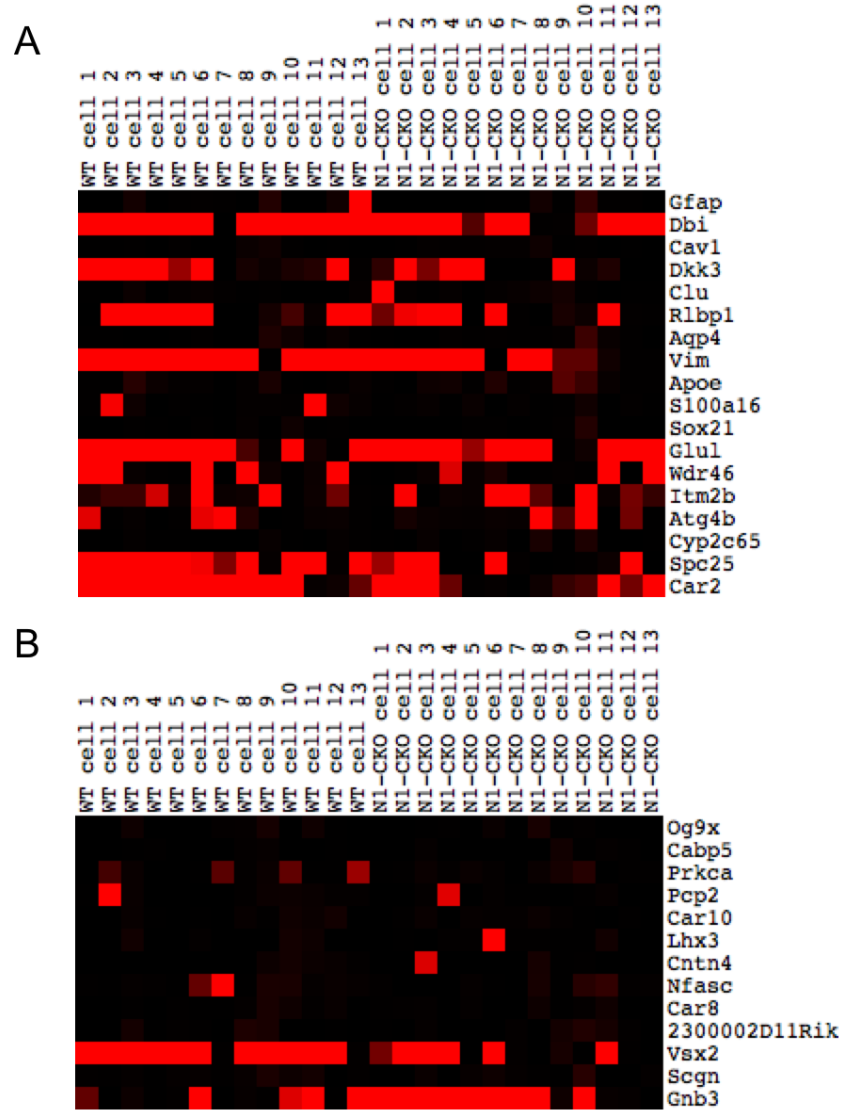 A
WT cell 1
WT cell 2
WT cell 3
WT cell 4
WT cell 5
WT cell 6
WT cell 7
WT cell 8
WT cell 9
WT cell 10
WT cell 11
WT cell 12
WT cell 13
N1-CKO cell 1
N1-CKO cell 2
N1-CKO cell 3
N1-CKO cell 4
N1-CKO cell 5
N1-CKO cell 6
N1-CKO cell 7
N1-CKO cell 8
N1-CKO cell 9
N1-CKO cell 10
N1-CKO cell 11
N1-CKO cell 12
N1-CKO cell 13
Gfap
Dbi
Cav1
Dkk3
Clu
Rlbp1
Aqp4
Vim
Apoe
S100a16
Sox21
Glul
Wdr46
Itm2b
Atg4b
Cyp2c65
Spc25
Car2
B
WT cell 1
WT cell 2
WT cell 3
WT cell 4
WT cell 5
WT cell 6
WT cell 7
WT cell 8
WT cell 9
WT cell 10
WT cell 11
WT cell 12
WT cell 13
N1-CKO cell 1
N1-CKO cell 2
N1-CKO cell 3
N1-CKO cell 4
N1-CKO cell 5
N1-CKO cell 6
N1-CKO cell 7
N1-CKO cell 8
N1-CKO cell 9
N1-CKO cell 10
N1-CKO cell 11
N1-CKO cell 12
N1-CKO cell 13
Og9x
Cabp5
Prkca
Pcp2
Car10
Lhx3
Cntn4
Nfasc
Car8
2300002D11Rik
Vsx2
Scgn
Gnb3